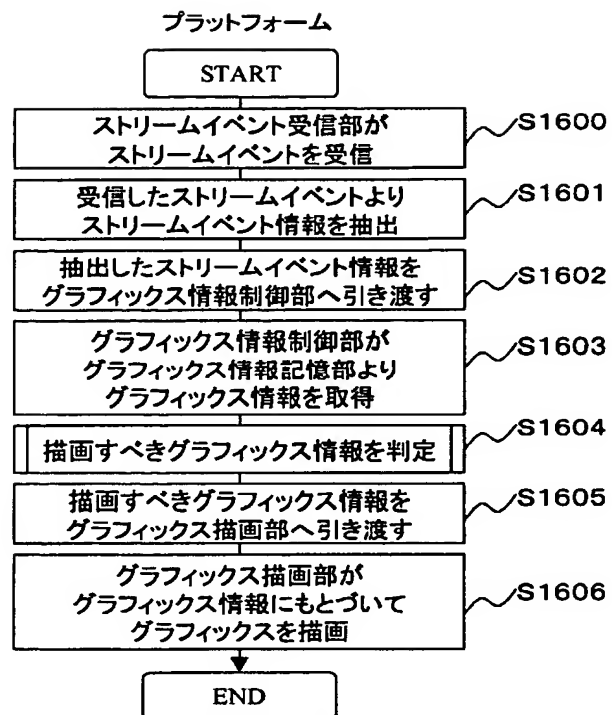 プラットフォーム
START
ストリームイベント受信部が
ストリームイベントを受信
S1600
受信したストリームイベントより
ストリームイベント情報を抽出
S1601
抽出したストリームイベント情報を
グラフィックス情報制御部へ引き渡す
S1602
グラフィックス情報制御部が
グラフィックス情報記憶部より
グラフィックス情報を取得
S1603
描画すべきグラフィックス情報を判定
S1604
描画すべきグラフィックス情報を
グラフィックス描画部へ引き渡す
S1605
グラフィックス描画部が
グラフィックス情報にもとづいて
グラフィックスを描画
S1606
END